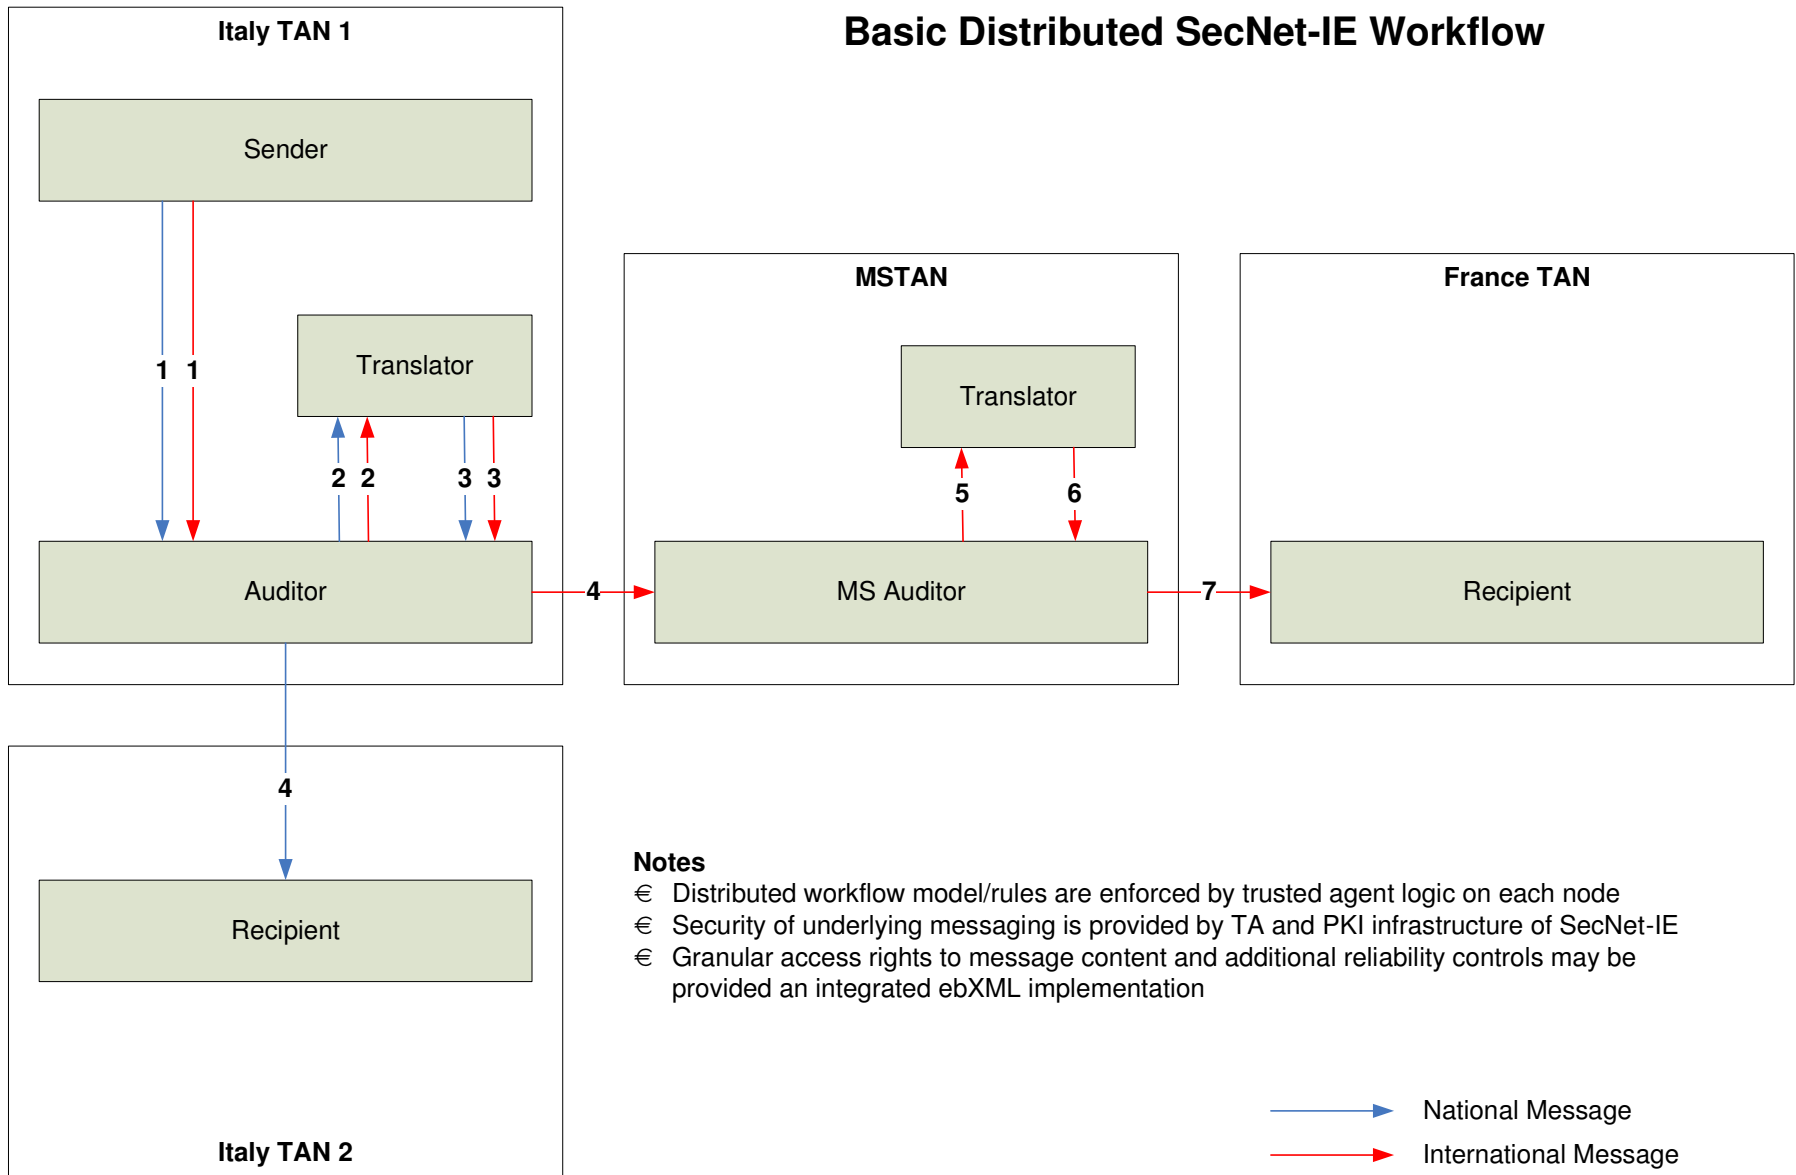 Italy TAN 1
Basic Distributed SecNet-IE Workflow
Sender
MSTAN
France TAN
1 1
Translator
Translator
2 2 3 3
5 6
Auditor
4
MS Auditor
7
Recipient
4
Notes
€ Distributed workflow model/rules are enforced by trusted agent logic on each node
€ Security of underlying messaging is provided by TA and PKI infrastructure of SecNet-IE
€ Granular access rights to message content and additional reliability controls may be
provided an integrated ebXML implementation
Recipient
Italy TAN 2
National Message
International Message